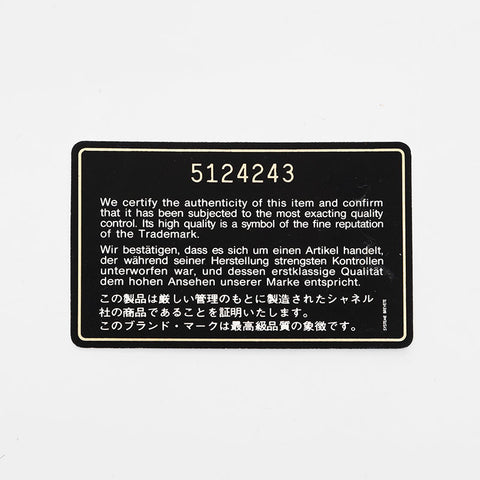 5124243
We certify the authenticity of this item and confirm
that it has been subjected to the most exacting quality
control. Its high quality is a symbol of the fine reputation
of the Trademark.
Wir bestätigen, dass es sich um einen Artikel handelt,
der während seiner Herstellung strengsten Kontrollen
unterworfen war, und dessen erstklassige Qualität
dem hohen Ansehen unserer Marke entspricht.
この製品は厳しい管理のもとに製造されたシャネル
社の商品であることを証明いたします。
このブランド・マークは最高級品質の象徴です。
SYSTEME BREVETE